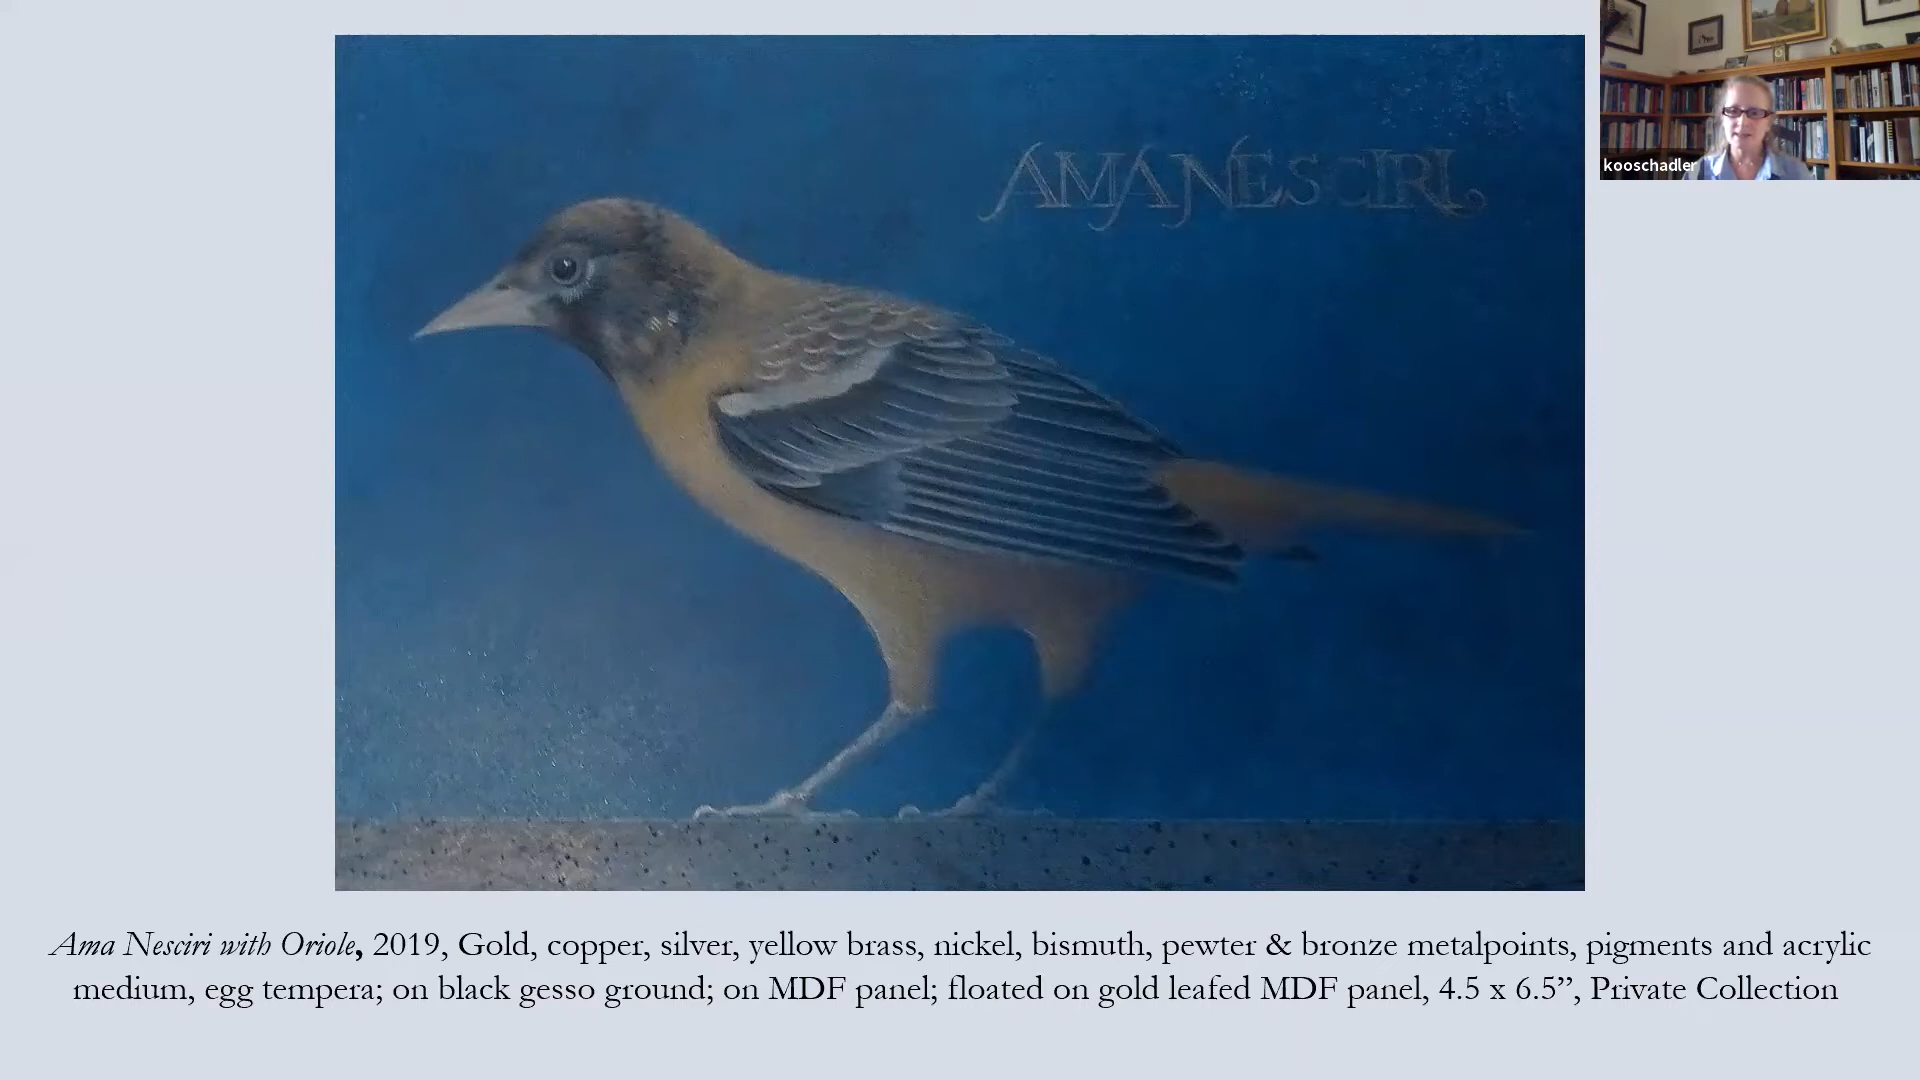 AMA NESCIRI
kooschadler
Ama Nesciri with Oriole, 2019, Gold, copper, silver, yellow brass, nickel, bismuth, pewter & bronze metalpoints, pigments and acrylic
medium, egg tempera; on black gesso ground; on MDF panel; floated on gold leafed MDF panel, 4.5 x 6.5”, Private Collection